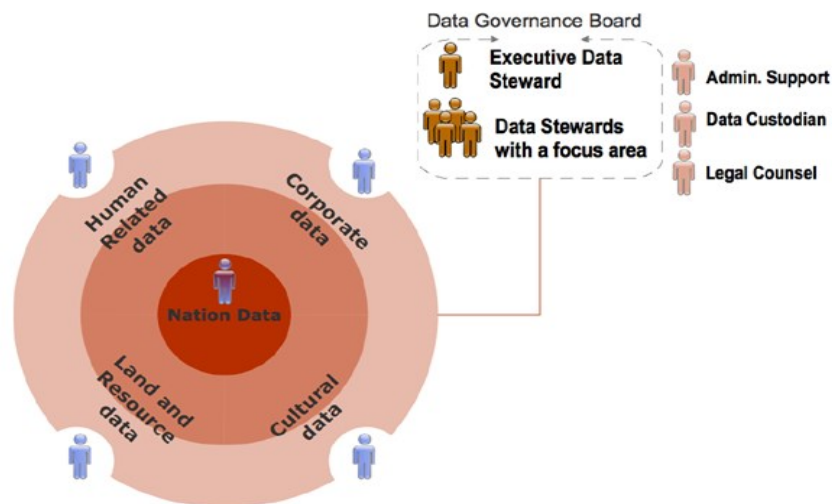 Data Governance Board
Executive Data
Steward
Data Stewards
with a focus area
Admin. Support
Data Custodian
Legal Counsel
Human
Related
data
Corporate
data
Nation Data
Land and
Resource
data
Cultural
data